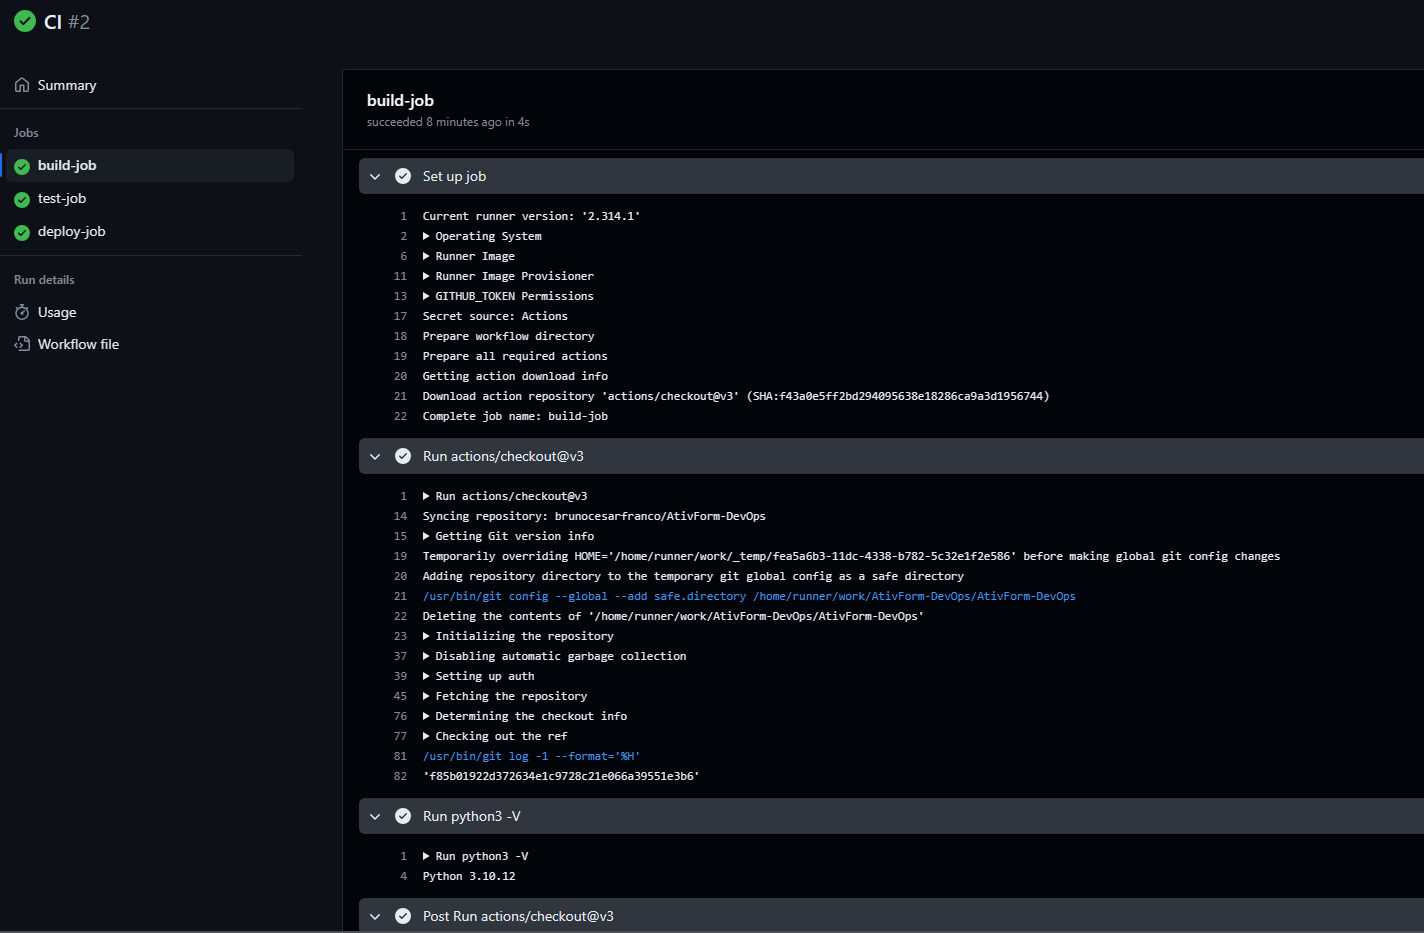 CI #2
Summary
Jobs
build-job
test-job
deploy-job
Run details
Usage
Workflow file
build-job
succeeded 8 minutes ago in 4s
Set up job
1 Current runner version: '2.314.1'
2 Operating System
6 Runner Image
11 Runner Image Provisioner
13 GITHUB_TOKEN Permissions
17 Secret source: Actions
18 Prepare workflow directory
19 Prepare all required actions
20 Getting action download info
21 Download action repository 'actions/checkout@v3' (SHA:f43a0e5ff2bd294095638e18286ca9a3d1956744)
22 Complete job name: build-job
Run actions/checkout@v3
1 Run actions/checkout@v3
14 Syncing repository: brunocesarfranco/AtivForm-DevOps
15 Getting Git version info
19 Temporarily overriding HOME='/home/runner/work/_temp/fea5a6b3-11dc-4338-b782-5c32e1f2e586' before making global git config changes
20 Adding repository directory to the temporary git global config as a safe directory
21 /usr/bin/git config --global --add safe.directory /home/runner/work/AtivForm-DevOps/AtivForm-DevOps
22 Deleting the contents of '/home/runner/work/AtivForm-DevOps/AtivForm-DevOps'
23 Initializing the repository
37 Disabling automatic garbage collection
39 Setting up auth
45 Fetching the repository
76 Determining the checkout info
77 Checking out the ref
81 /usr/bin/git log -1 --format='%H'
82 'f85b01922d372634e1c9728c21e066a39551e3b6'
Run python3 -V
1 Run python3 -V
4 Python 3.10.12
Post Run actions/checkout@v3